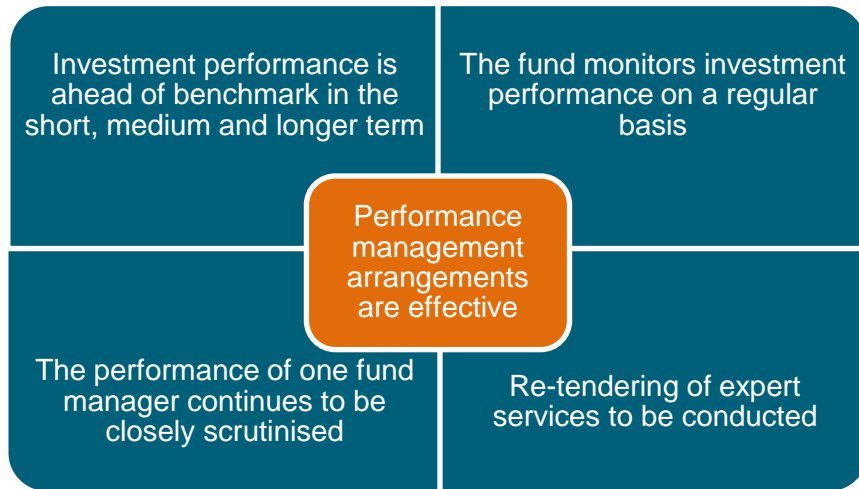 Investment performance is
ahead of benchmark in the
short, medium and longer term
The fund monitors investment
performance on a regular
basis
Performance
management
arrangements
are effective
The performance of one fund
manager continues to be
closely scrutinised
Re-tendering of expert
services to be conducted